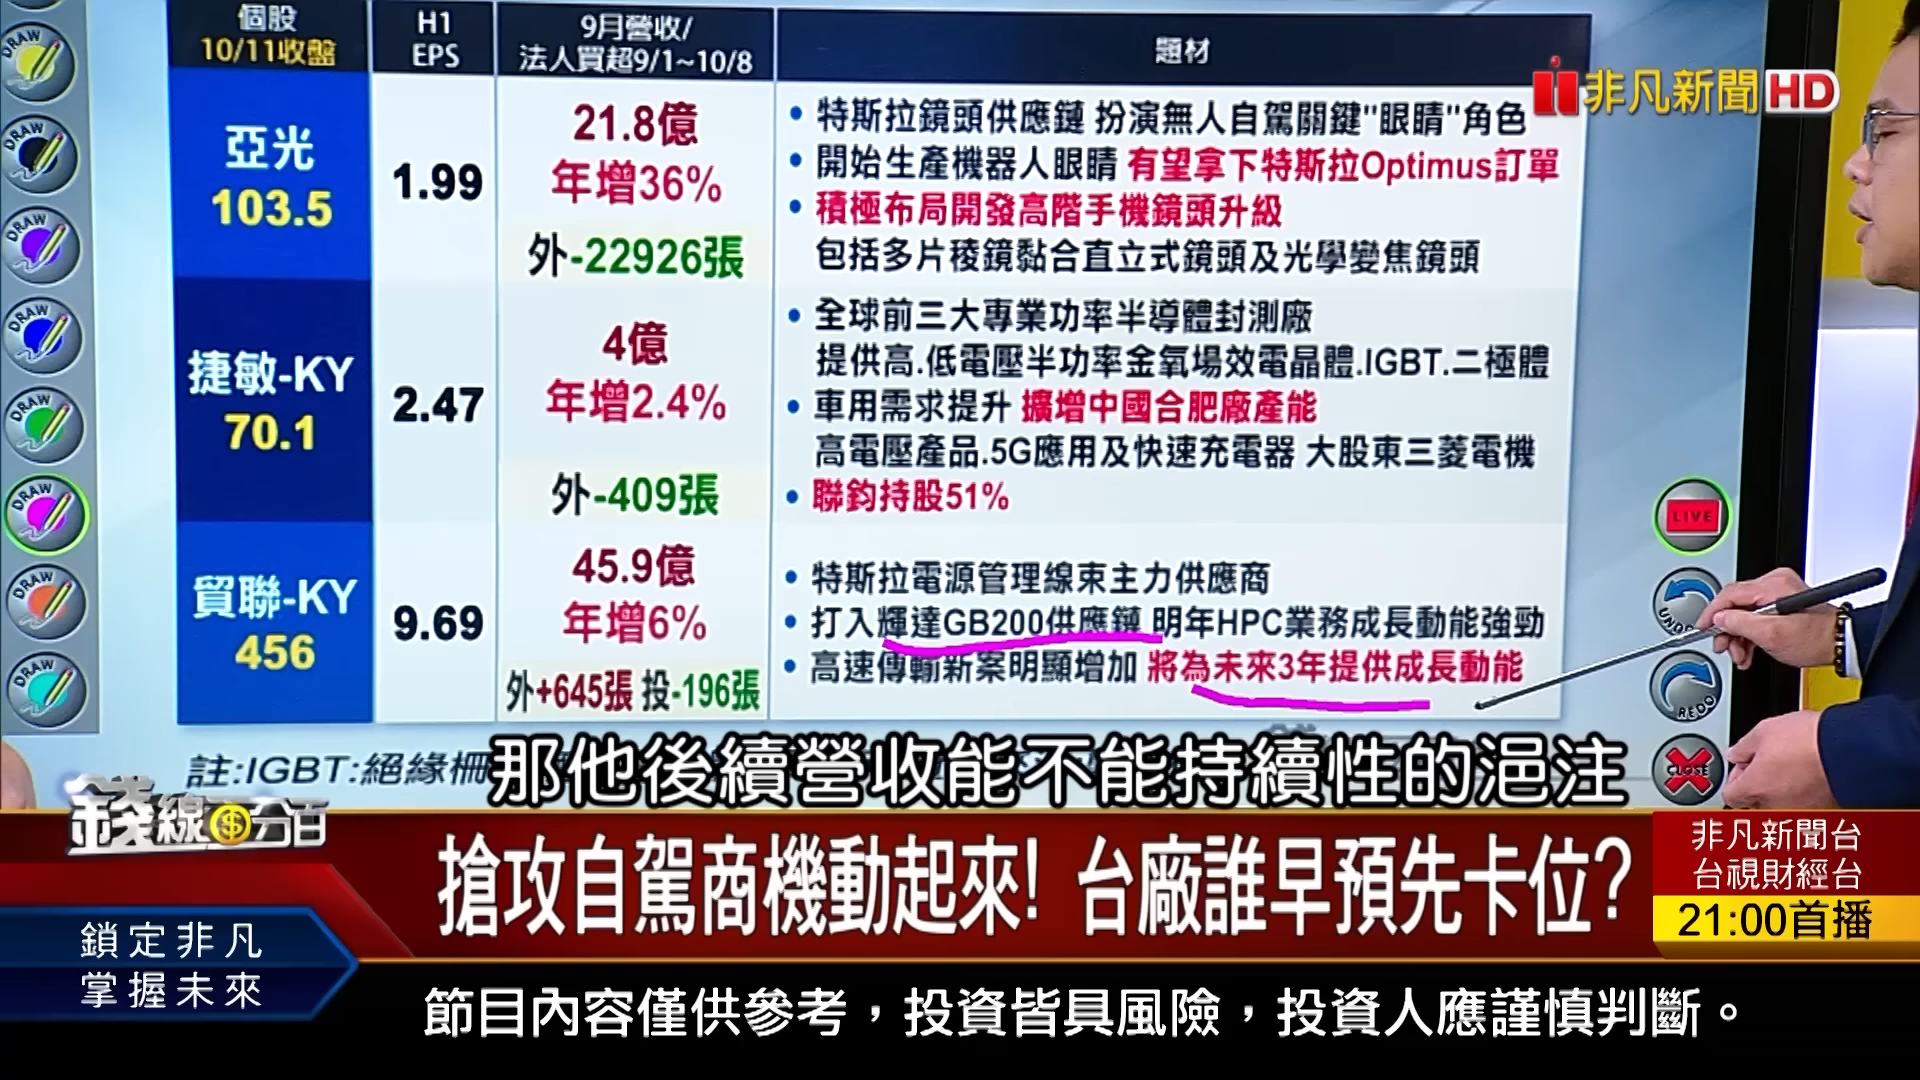 個股
10/11收盤
H1
EPS
9月營收/
法人買超9/1~10/8
題材
非凡新聞HD
亞光
103.5
1.99
21.8億
年增36%
外-22926張
• 特斯拉鏡頭供應鏈 扮演無人自駕關鍵"眼睛"角色
• 開始生產機器人眼睛 有望拿下特斯拉Optimus訂單
• 積極布局開發高階手機鏡頭升級
包括多片稜鏡黏合直立式鏡頭及光學變焦鏡頭
捷敏-KY
70.1
2.47
4億
年增2.4%
外-409張
• 全球前三大專業功率半導體封測廠
提供高.低電壓半功率金氧場效電晶體.IGBT.二極體
• 車用需求提升 擴增中國合肥廠產能
高電壓產品.5G應用及快速充電器 大股東三菱電機
• 聯鈞持股51%
貿聯-KY
456
9.69
45.9億
年增6%
外+645張 投-196張
• 特斯拉電源管理線束主力供應商
• 打入輝達GB200供應鏈 明年HPC業務成長動能強勁
• 高速傳輸新案明顯增加 將為未來3年提供成長動能
DRAW
DRAW
DRAW
DRAW
DRAW
DRAW
DRAW
DRAW
LIVE
UNDO
REDO
CLOSE
註:IGBT:絕緣柵
那他後續營收能不能持續性的浥注
錢線百分百
搶攻自駕商機動起來! 台廠誰早預先卡位?
非凡新聞台
台視財經台
21:00首播
鎖定非凡
掌握未來
節目內容僅供參考，投資皆具風險，投資人應謹慎判斷。